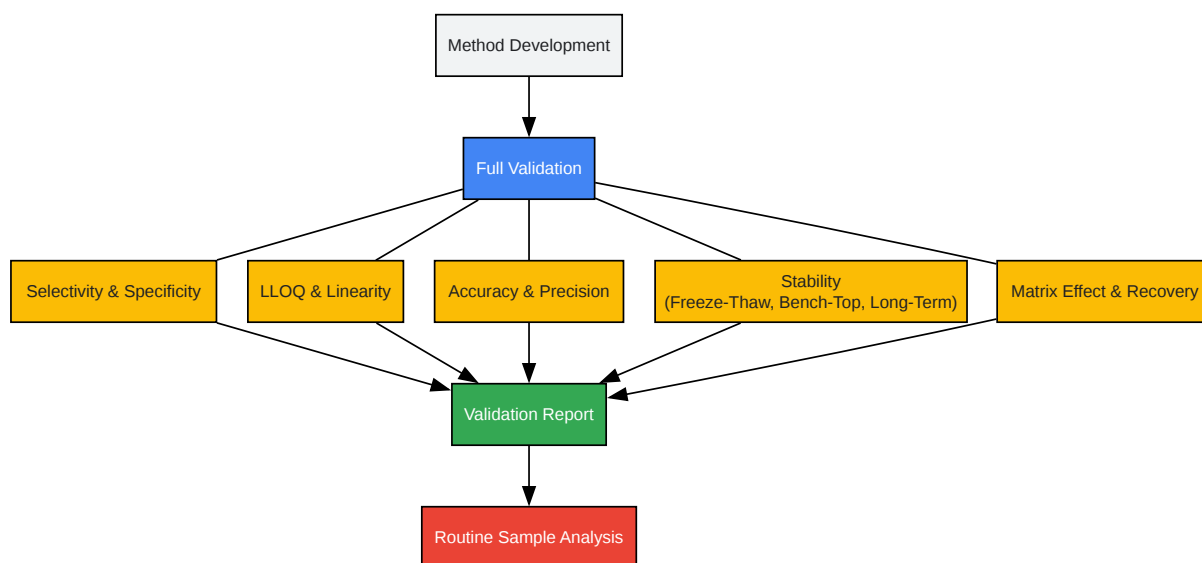 Method Development
Full Validation
Selectivity & Specificity
LLOQ & Linearity
Accuracy & Precision
Stability
(Freeze-Thaw, Bench-Top, Long-Term)
Matrix Effect & Recovery
Validation Report
Routine Sample Analysis